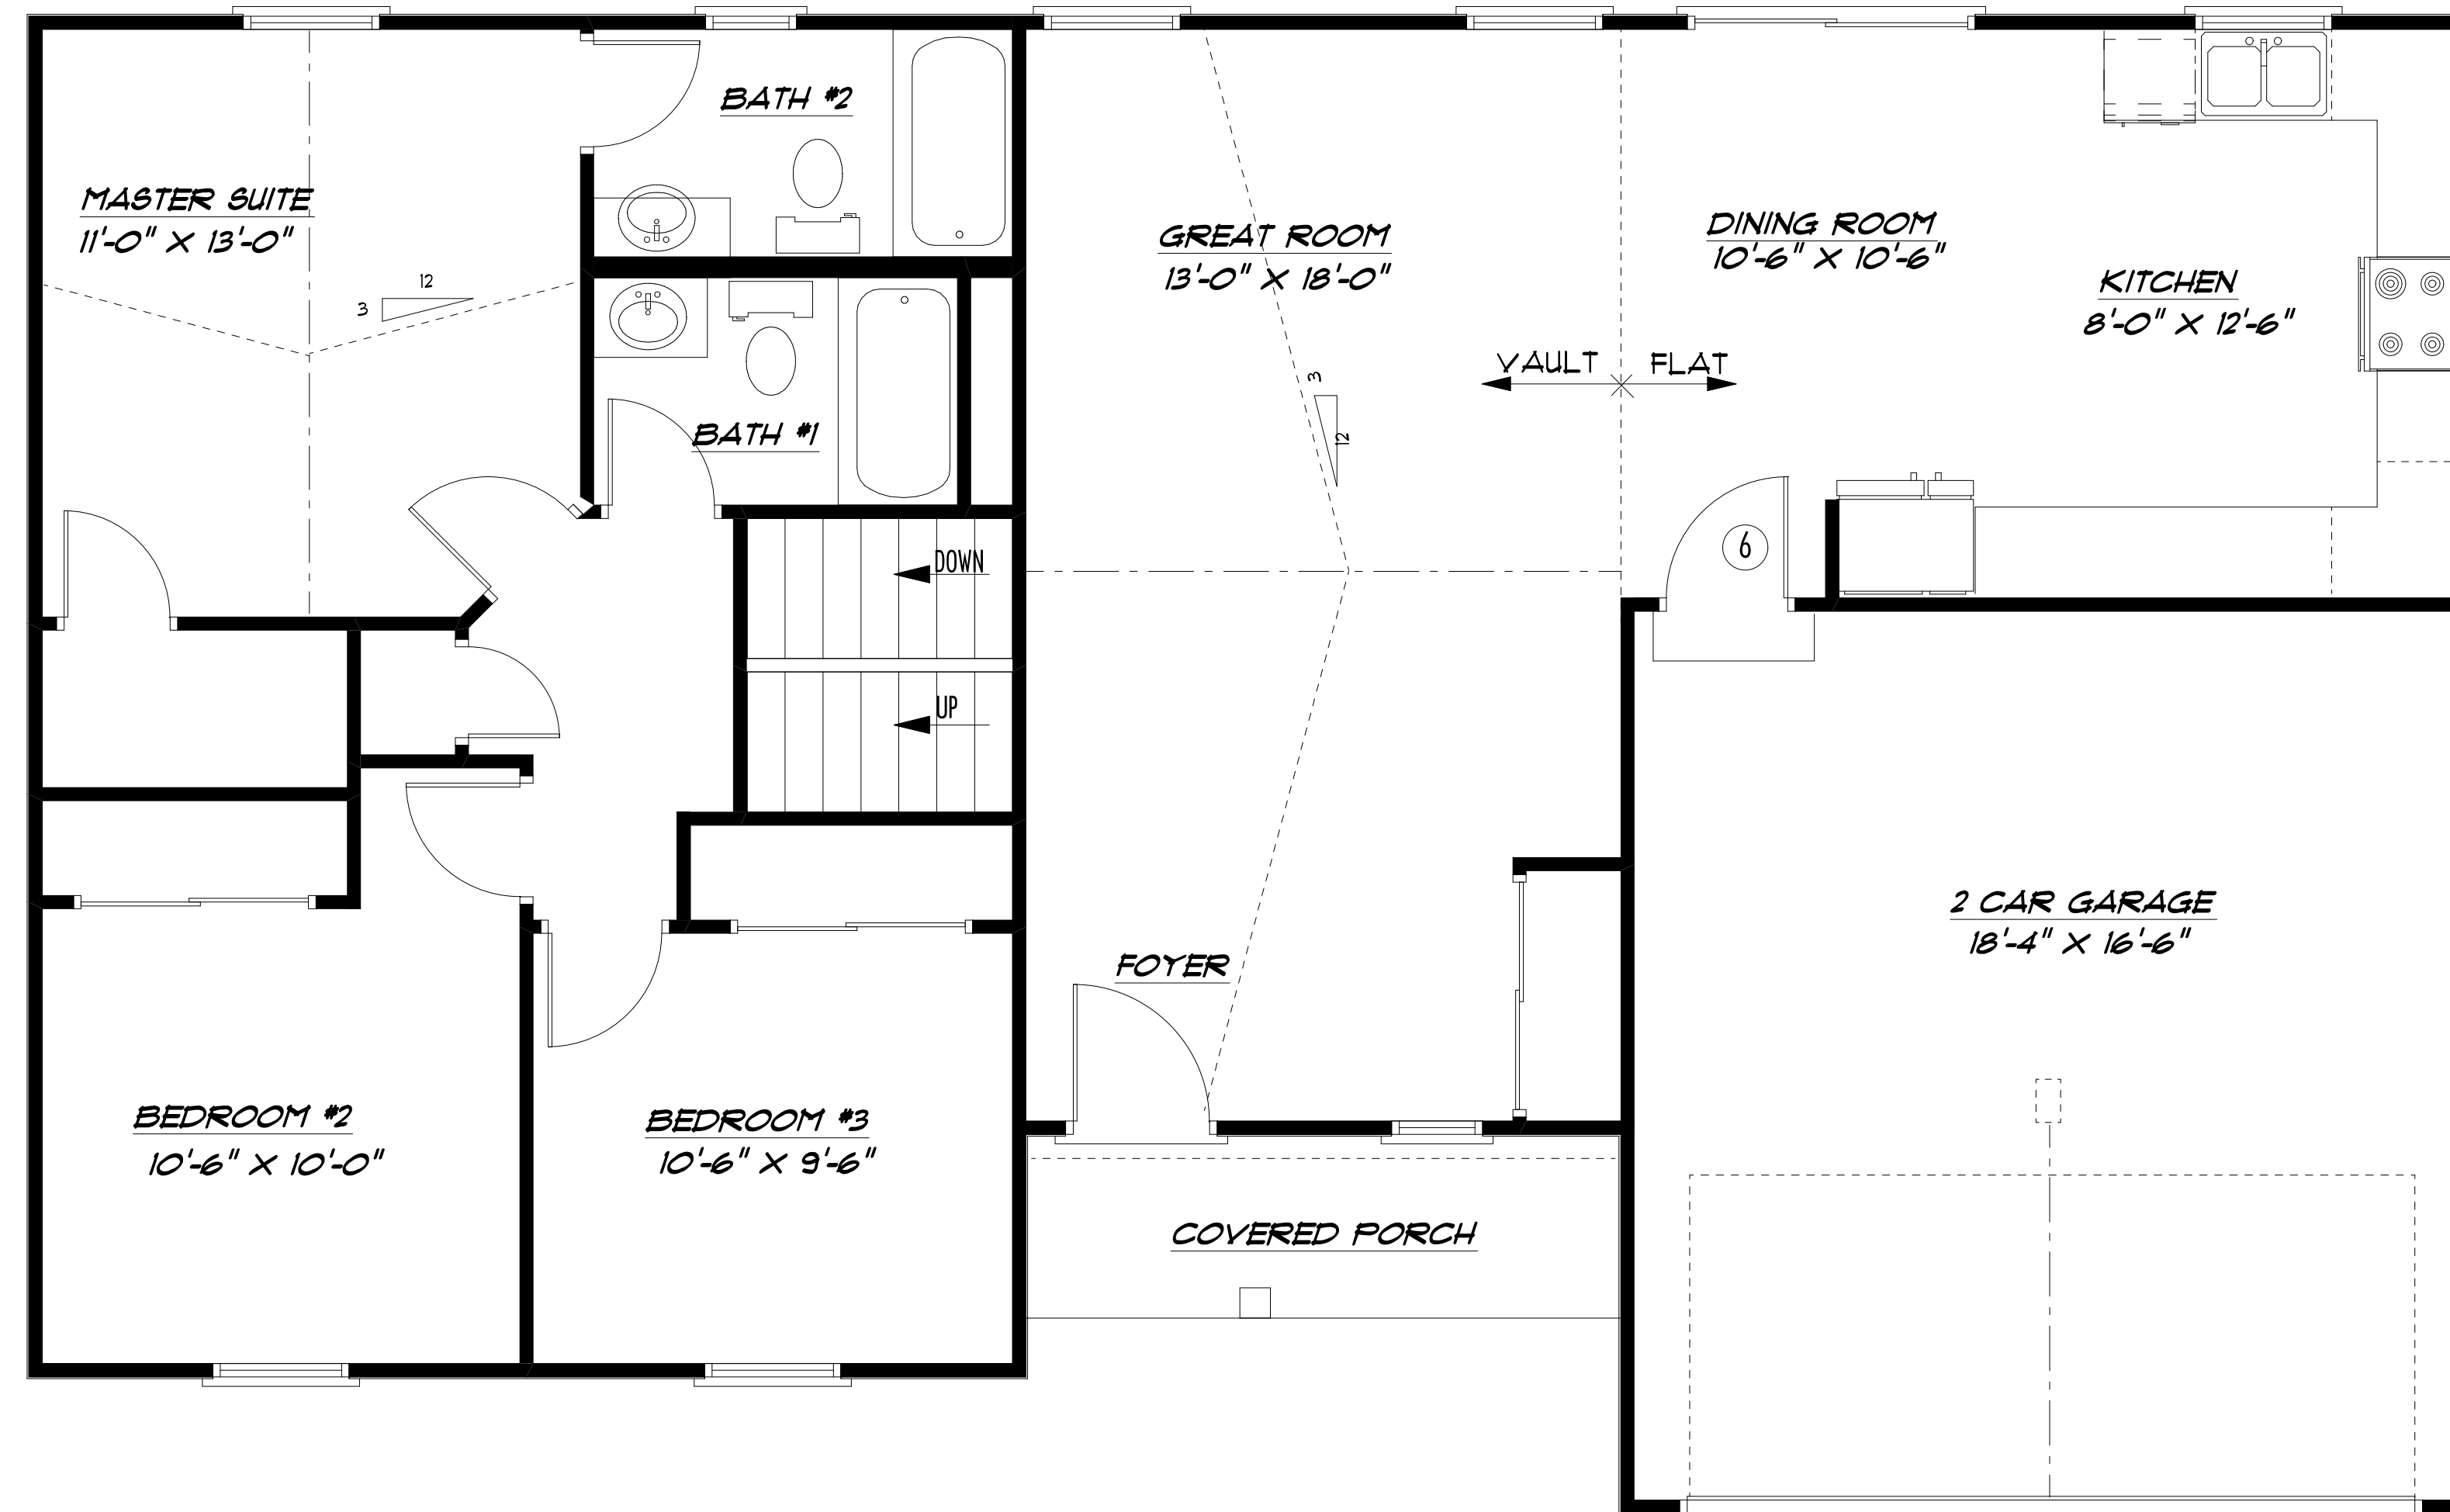 BATH #2
MASTER SUITE
11'-0" X 13'-0"
12
3
GREAT ROOM
13'-0" X 18'-0"
DINING ROOM
10'-6" X 10'-6"
KITCHEN
8'-0" X 12'-6"
VAULT
FLAT
3
12
BATH #1
DOWN
6
UP
2 CAR GARAGE
18'-4" X 16'-6"
FOYER
BEDROOM #2
10'-6" X 10'-0"
BEDROOM #3
10'-6" X 9'-6"
COVERED PORCH